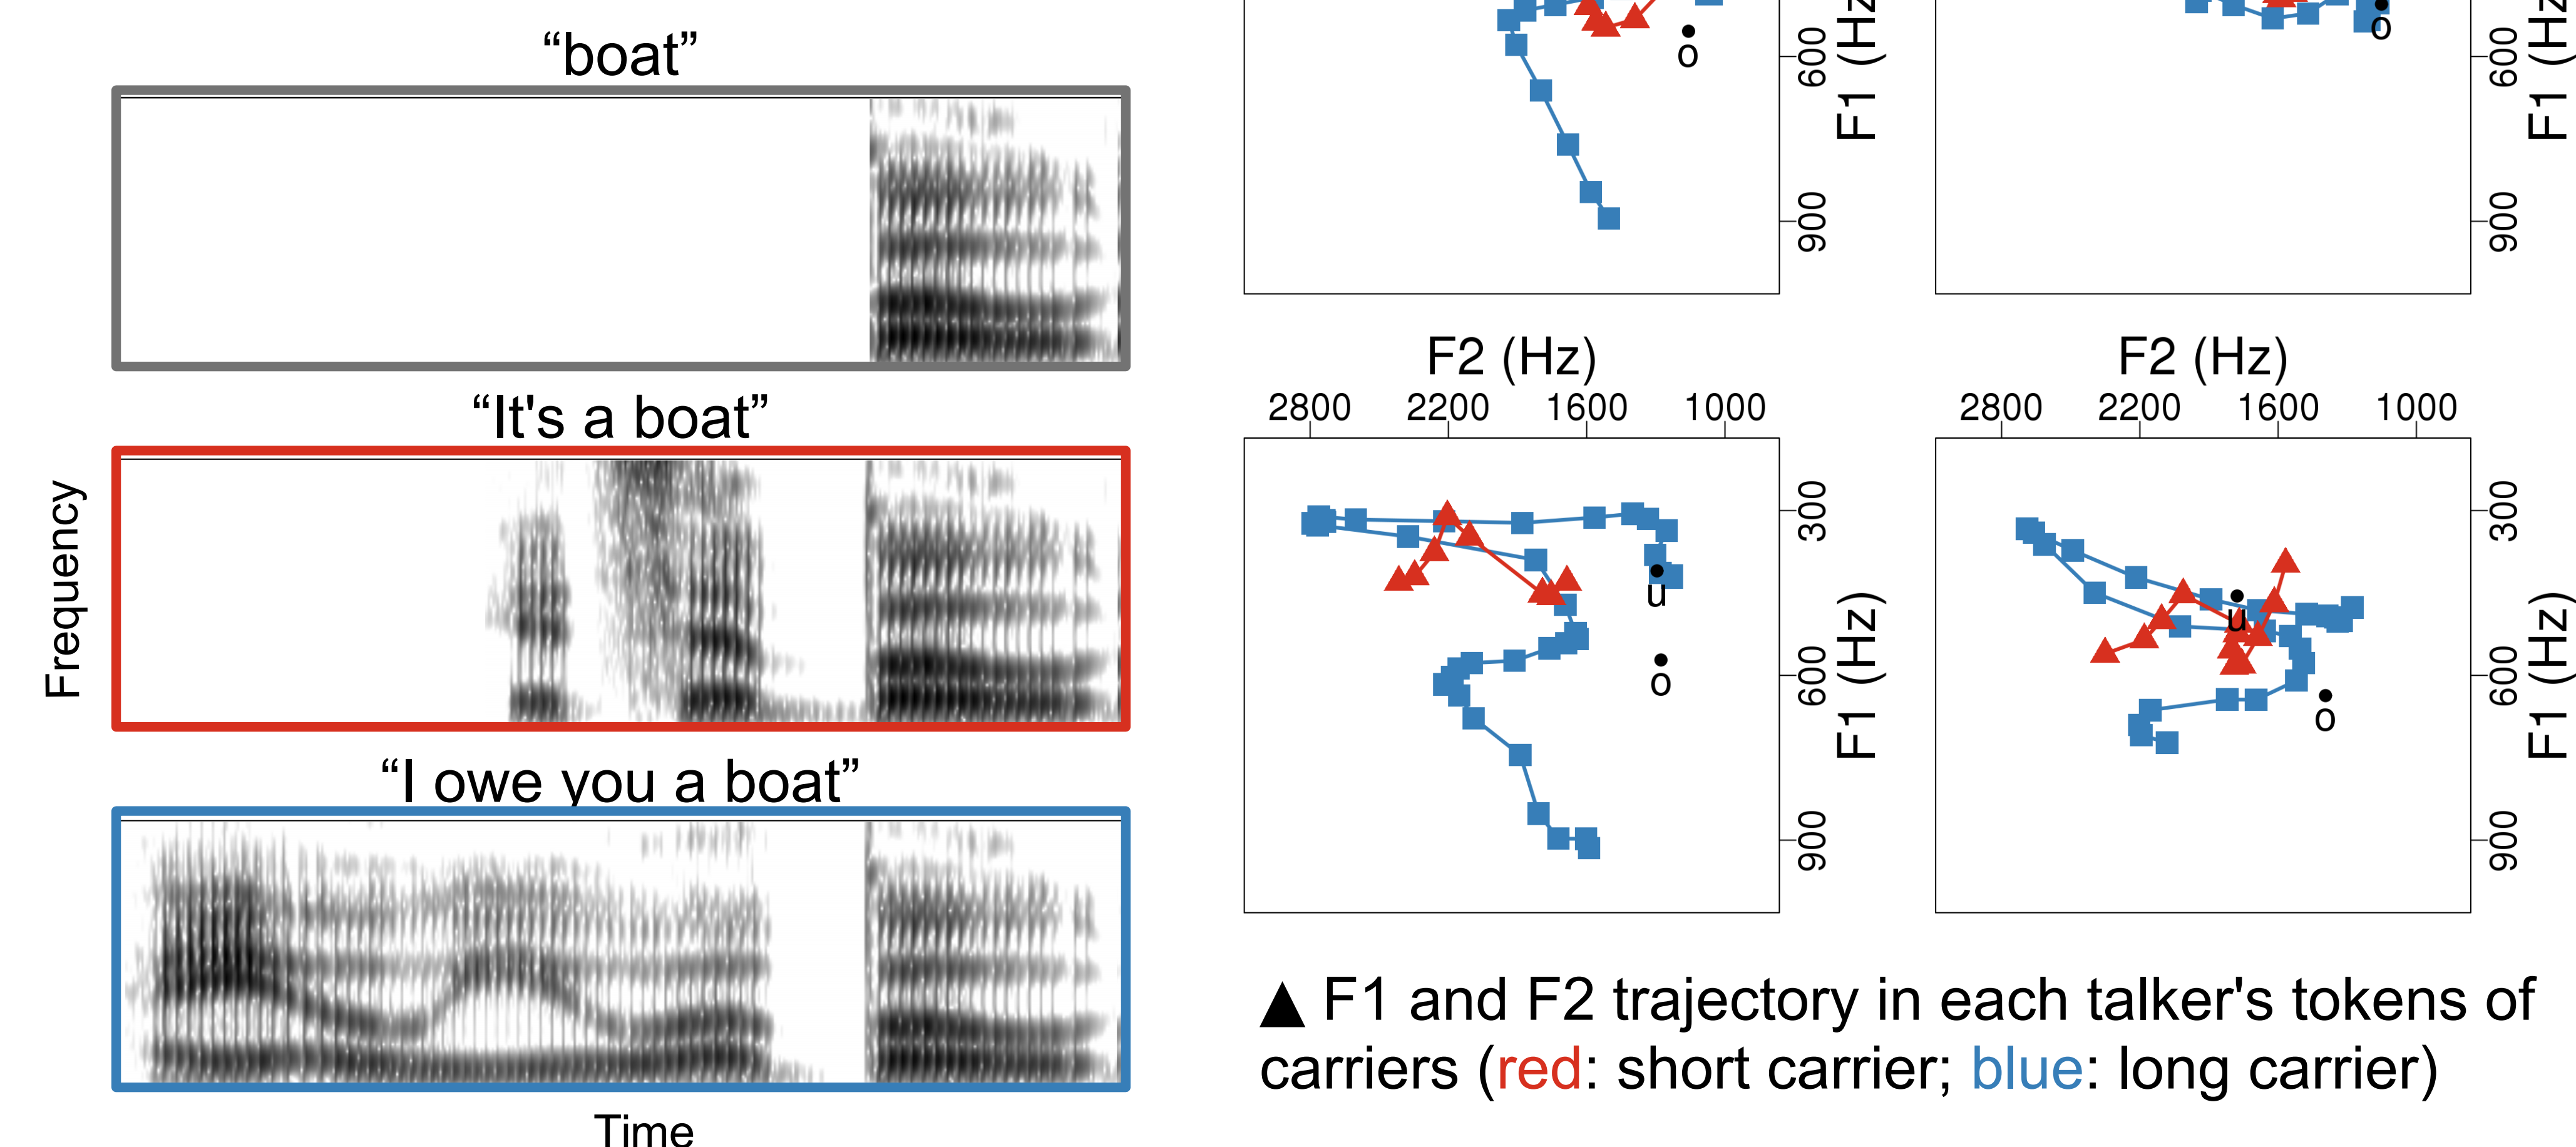 “boat”
“It's a boat”
“I owe you a boat”
Frequency
Time
o
600
900
F1 (Hz
o
600
900
F1 (Hz
F2 (Hz)
2800 2200 1600 1000
300
600
900
F1 (Hz)
u
o
F2 (Hz)
2800 2200 1600 1000
300
600
900
F1 (Hz)
u
o
▲ F1 and F2 trajectory in each talker's tokens of
carriers (red: short carrier; blue: long carrier)